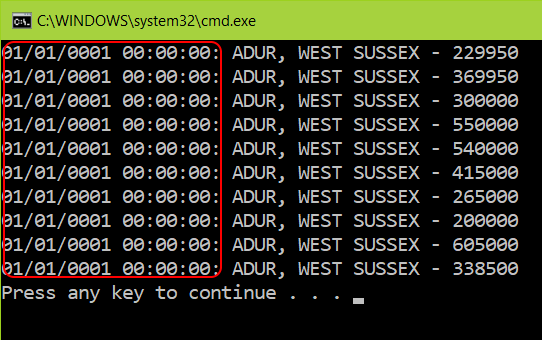 C:\WINDOWS\system32\cmd.exe
01/01/0001 00:00:00: ADUR, WEST SUSSEX - 229950
01/01/0001 00:00:00: ADUR, WEST SUSSEX - 369950
01/01/0001 00:00:00: ADUR, WEST SUSSEX - 300000
01/01/0001 00:00:00: ADUR, WEST SUSSEX - 550000
01/01/0001 00:00:00: ADUR, WEST SUSSEX - 540000
01/01/0001 00:00:00: ADUR, WEST SUSSEX - 415000
01/01/0001 00:00:00: ADUR, WEST SUSSEX - 265000
01/01/0001 00:00:00: ADUR, WEST SUSSEX - 200000
01/01/0001 00:00:00: ADUR, WEST SUSSEX - 605000
01/01/0001 00:00:00: ADUR, WEST SUSSEX - 338500
Press any key to continue . . .